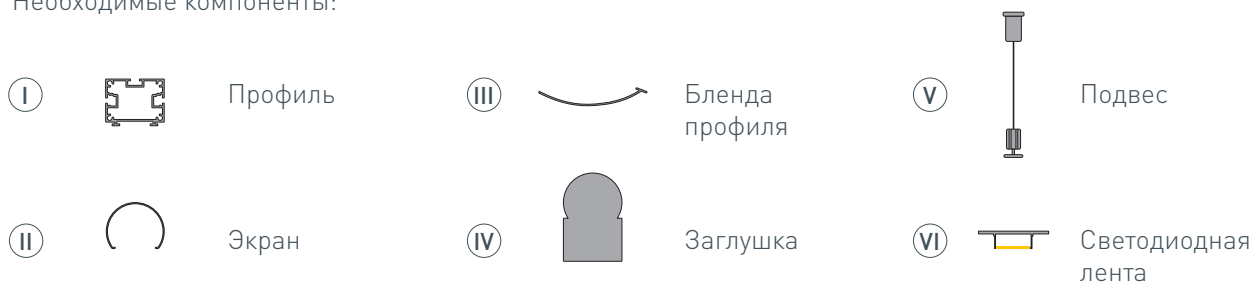 Необходимые компоненты:
I
Профиль
III
Бленда
профиля
V
Подвес
II
Экран
IV
Заглушка
VI
Светодиодная
лента